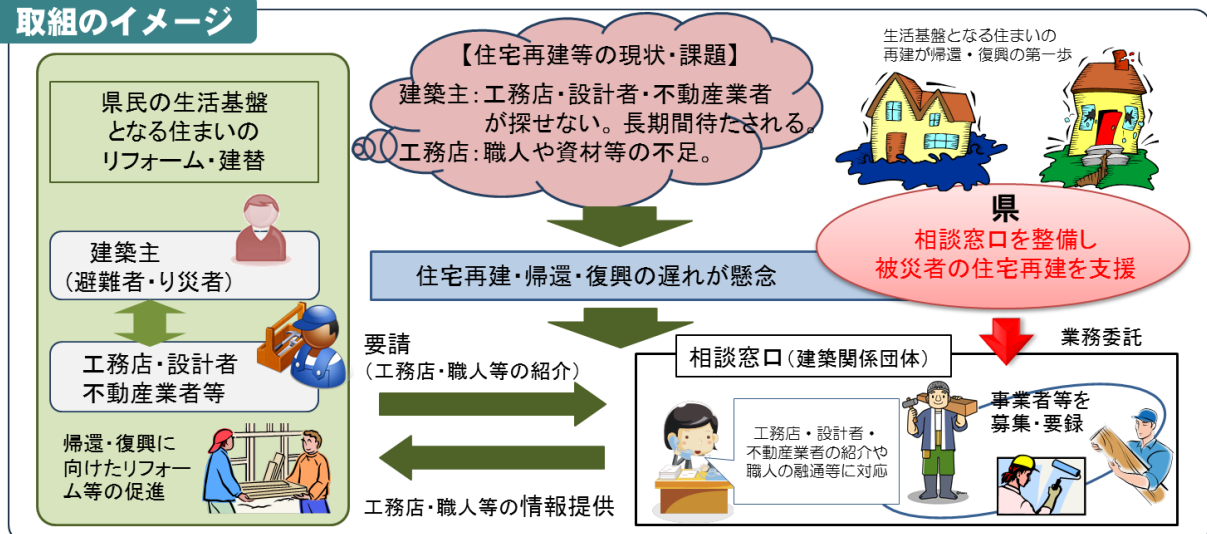 取組のイメージ
県民の生活基盤
となる住まいの
リフォーム・建替
建築主
(避難者・り災者)
工務店・設計者
不動産業者等
帰還・復興に
向けたリフォー
ム等の促進
【住宅再建等の現状・課題】
建築主：工務店・設計者・不動産業者
が探せない。長期間待たされる。
工務店：職人や資材等の不足。
生活基盤となる住まいの
再建が帰還・復興の第一歩
県
相談窓口を整備し
被災者の住宅再建を支援
住宅再建・帰還・復興の遅れが懸念
要請
(工務店・職人等の紹介)
工務店・職人等の情報提供
業務委託
相談窓口(建築関係団体)
工務店・設計者・
不動産業者の紹介や
職人の融通等に対応
事業者等を
募集・要録